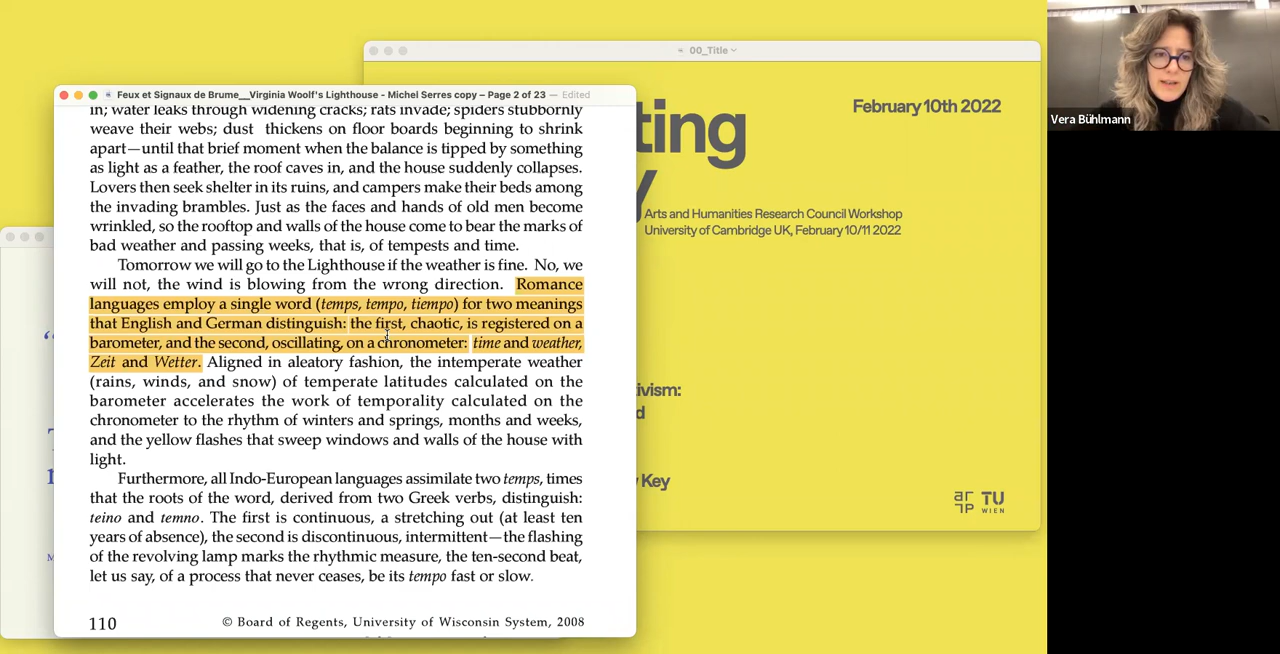 00_Title
February 10th 2022
ting
y
Arts and Humanities Research Council Workshop
University of Cambridge UK, February 10/11 2022
ivism:
d
Key
TU
WIEN
Vera Bühlmann
Feux et Signaux de Brume__Virginia Woolf's Lighthouse - Michel Serres copy – Page 2 of 23 — Edited
in; water leaks through widening cracks; rats invade; spiders stubbornly
weave their webs; dust thickens on floor boards beginning to shrink
apart—until that brief moment when the balance is tipped by something
as light as a feather, the roof caves in, and the house suddenly collapses.
Lovers then seek shelter in its ruins, and campers make their beds among
the invading brambles. Just as the faces and hands of old men become
wrinkled, so the rooftop and walls of the house come to bear the marks of
bad weather and passing weeks, that is, of tempests and time.
Tomorrow we will go to the Lighthouse if the weather is fine. No, we
will not, the wind is blowing from the wrong direction. Romance
languages employ a single word (temps, tempo, tiempo) for two meanings
that English and German distinguish: the first, chaotic, is registered on a
barometer, and the second, oscillating, on a chronometer: time and weather,
Zeit and Wetter. Aligned in aleatory fashion, the intemperate weather
(rains, winds, and snow) of temperate latitudes calculated on the
barometer accelerates the work of temporality calculated on the
chronometer to the rhythm of winters and springs, months and weeks,
and the yellow flashes that sweep windows and walls of the house with
light.
Furthermore, all Indo-European languages assimilate two temps, times
that the roots of the word, derived from two Greek verbs, distinguish:
teino and temno. The first is continuous, a stretching out (at least ten
years of absence), the second is discontinuous, intermittent—the flashing
of the revolving lamp marks the rhythmic measure, the ten-second beat,
let us say, of a process that never ceases, be its tempo fast or slow.
110
© Board of Regents, University of Wisconsin System, 2008